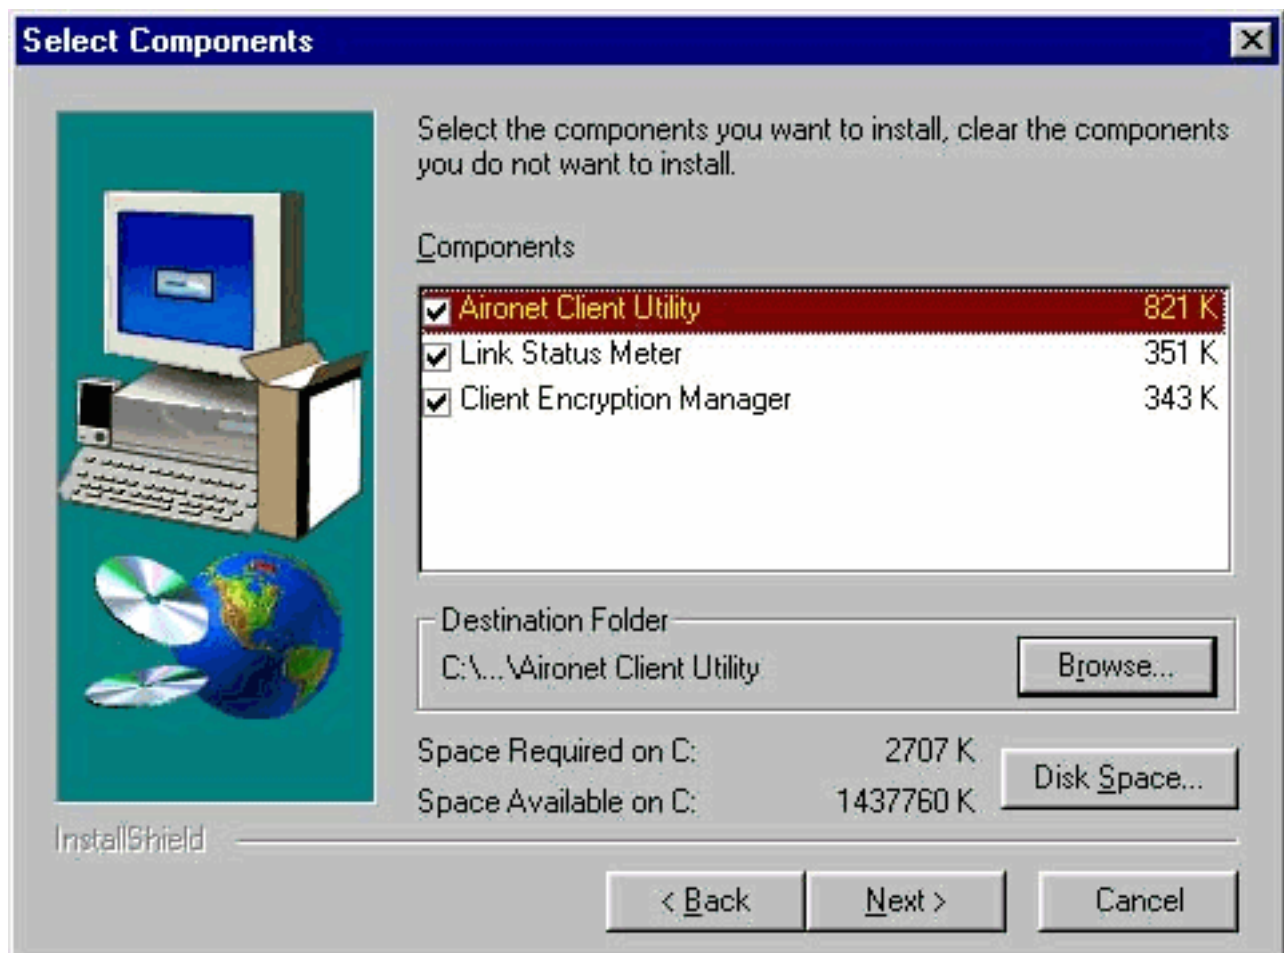 Select Components
Select the components you want to install, clear the components
you do not want to install.
Components
Aironet Client Utility 821 K
Link Status Meter 351 K
Client Encryption Manager 343 K
Destination Folder
C:\...\Aironet Client Utility Browse...
Space Required on C: 2707 K
Space Available on C: 1437760 K
Disk Space...
InstallShield
< Back Next > Cancel